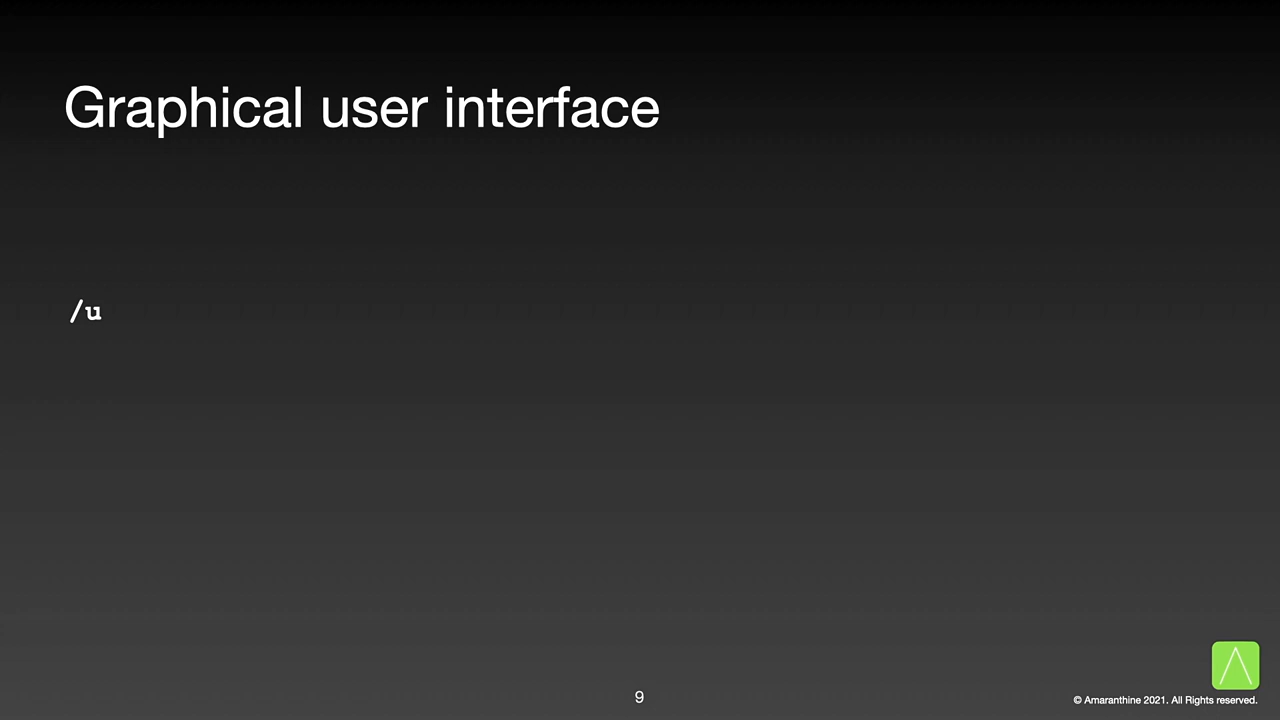 Graphical user interface
/u
9
© Amaranthine 2021. All Rights reserved.